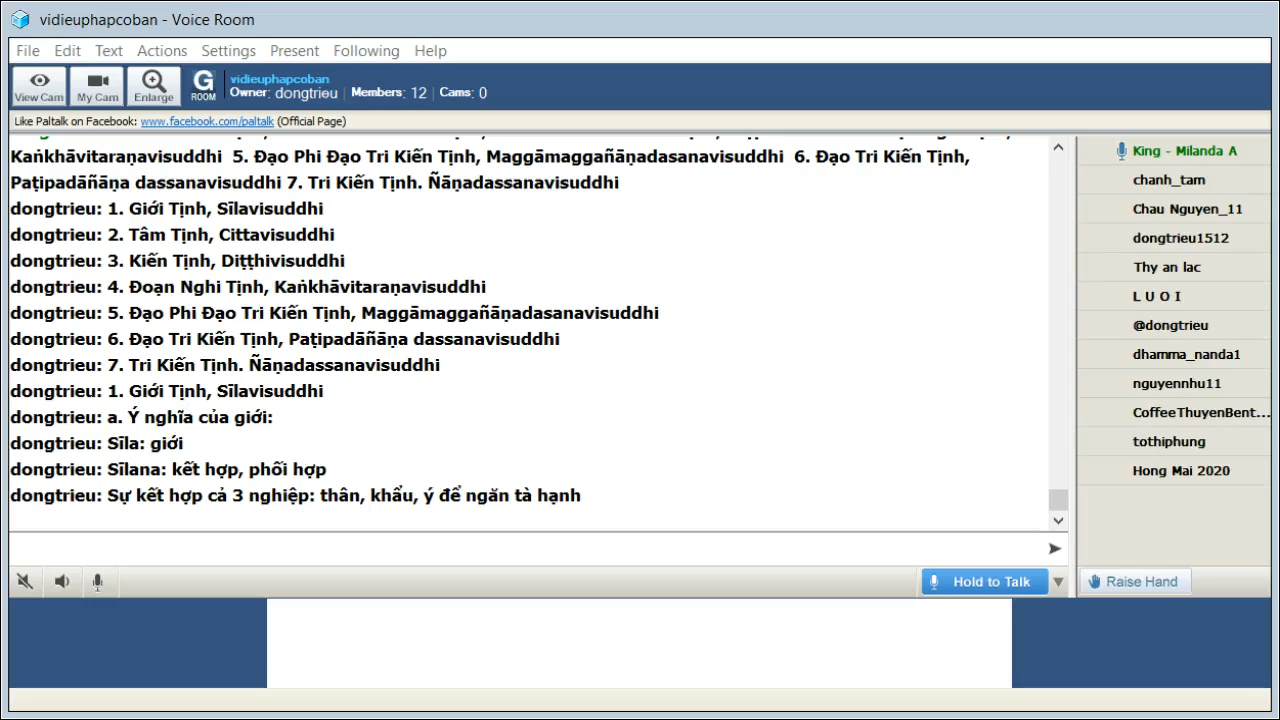 vidieuphapcoban - Voice Room
File Edit Text Actions Settings Present Following Help
View Cam My Cam Enlarge G ROOM vidieuphapcoban
Owner: dongtrieu Members: 12 Cams: 0
Like Paltalk on Facebook: www.facebook.com/paltalk (Official Page)
Kaṅkhāvitaraṇavisuddhi 5. Đạo Phi Đạo Tri Kiến Tịnh, Maggāmaggañāṇadasanavisuddhi 6. Đạo Tri Kiến Tịnh,
Paṭipadāñāṇa dassanavisuddhi 7. Tri Kiến Tịnh. Ñāṇadassanavisuddhi
dongtrieu: 1. Giới Tịnh, Sīlavisuddhi
dongtrieu: 2. Tâm Tịnh, Cittavisuddhi
dongtrieu: 3. Kiến Tịnh, Diṭṭhivisuddhi
dongtrieu: 4. Đoạn Nghi Tịnh, Kaṅkhāvitaraṇavisuddhi
dongtrieu: 5. Đạo Phi Đạo Tri Kiến Tịnh, Maggāmaggañāṇadasanavisuddhi
dongtrieu: 6. Đạo Tri Kiến Tịnh, Paṭipadāñāṇa dassanavisuddhi
dongtrieu: 7. Tri Kiến Tịnh. Ñāṇadassanavisuddhi
dongtrieu: 1. Giới Tịnh, Sīlavisuddhi
dongtrieu: a. Ý nghĩa của giới:
dongtrieu: Sīla: giới
dongtrieu: Sīlana: kết hợp, phối hợp
dongtrieu: Sự kết hợp cả 3 nghiệp: thân, khẩu, ý để ngăn tà hạnh
King - Milanda A
chanh_tam
Chau Nguyen_11
dongtrieu1512
Thy an lac
L U O I
@dongtrieu
dhamma_nanda1
nguyennhu11
CoffeeThuyenBent...
tothiphung
Hong Mai 2020
Hold to Talk
Raise Hand